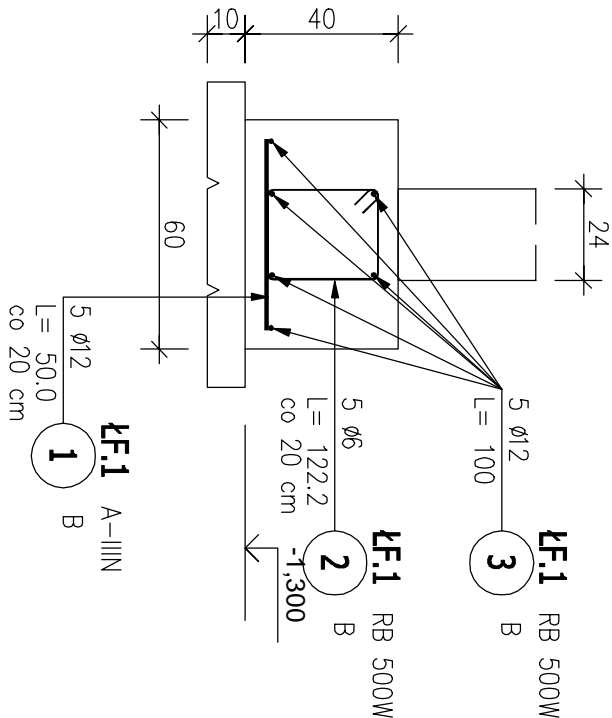 24
5 ø12
L= 100
3
ŁF.1 RB 500W
B
40
5 ø6
L= 122.2
co 20 cm
2
ŁF.1 RB 500W
B
-1,300
10
60
5 ø12
L= 50.0
co 20 cm
1
ŁF.1 A-IIIN
B